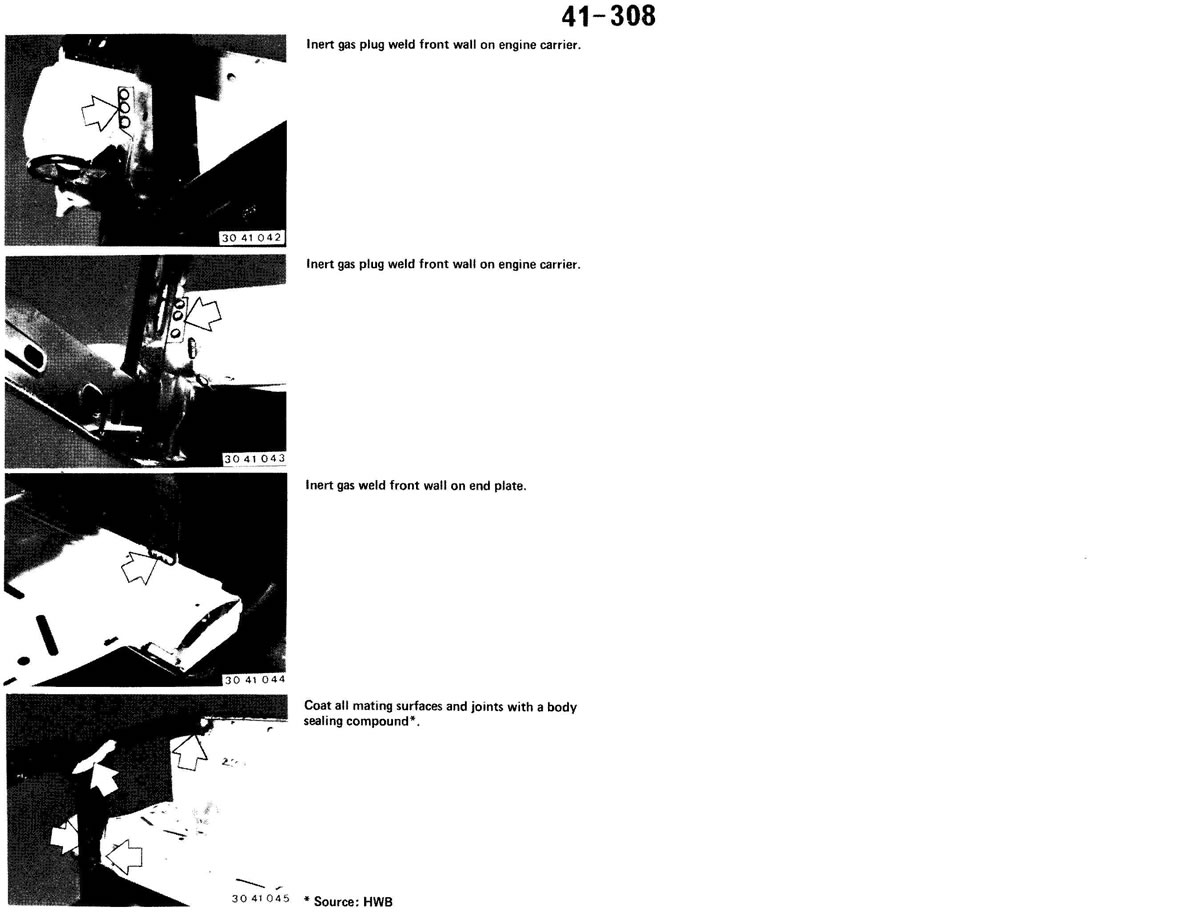 41-308
Inert gas plug weld front wall on engine carrier.
30 41 042
Inert gas plug weld front wall on engine carrier.
30 41 043
Inert gas weld front wall on end plate.
30 41 044
Coat all mating surfaces and joints with a body
sealing compound*.
30 41 045
* Source: HWB